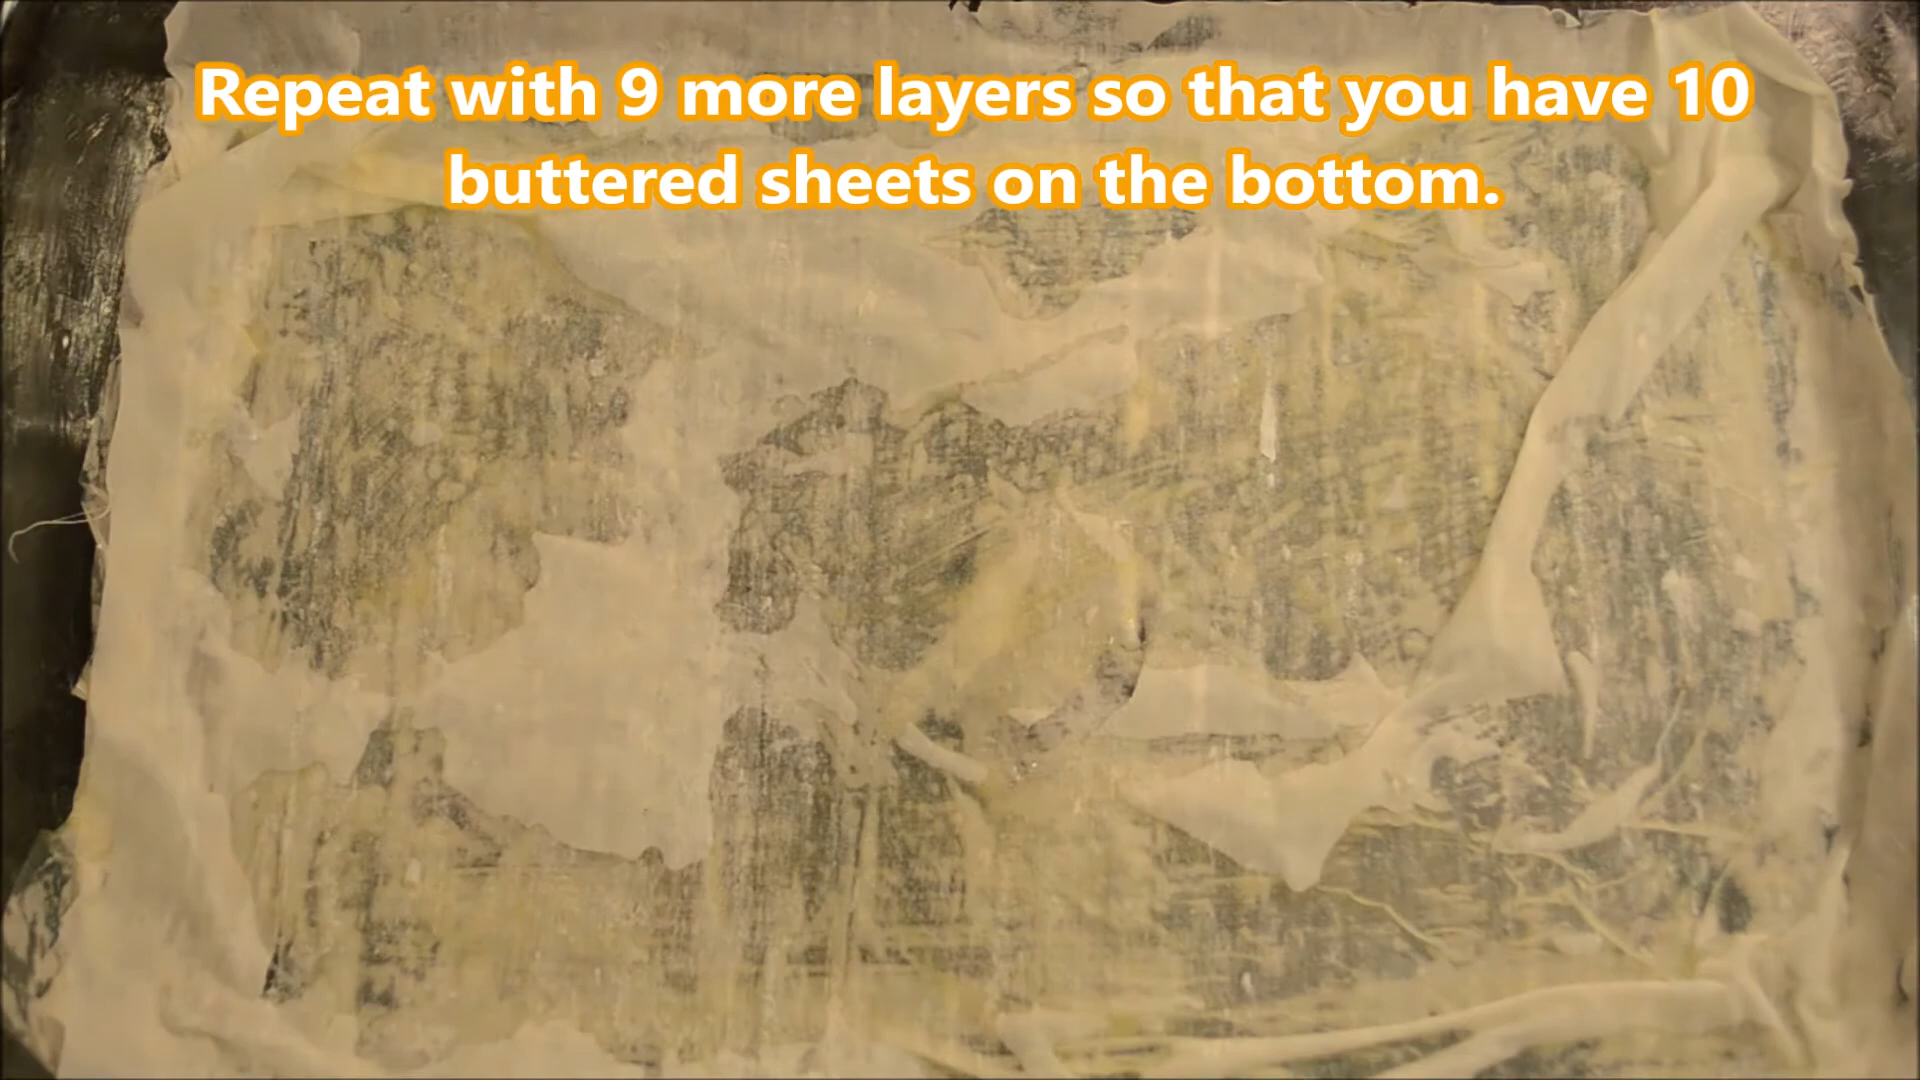 Repeat with 9 more layers so that you have 10
buttered sheets on the bottom.